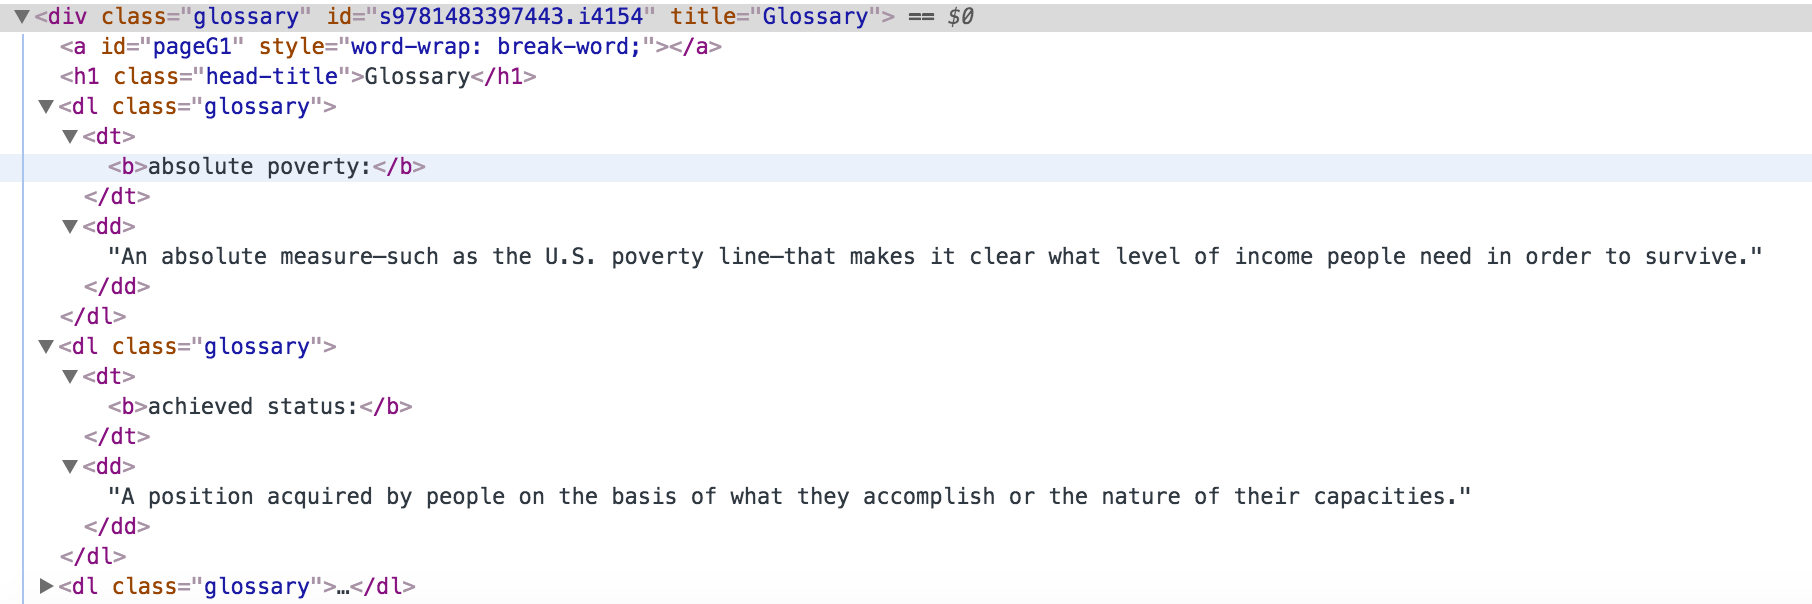 ▼<div class="glossary" id="s9781483397443.i4154" title="Glossary"> == $0
<a id="pageG1" style="word-wrap: break-word;"></a>
<h1 class="head-title">Glossary</h1>
▼<dl class="glossary">
▼<dt>
<b>absolute poverty:</b>
</dt>
▼<dd>
"An absolute measure—such as the U.S. poverty line—that makes it clear what level of income people need in order to survive."
</dd>
</dl>
▼<dl class="glossary">
▼<dt>
<b>achieved status:</b>
</dt>
▼<dd>
"A position acquired by people on the basis of what they accomplish or the nature of their capacities."
</dd>
</dl>
▶<dl class="glossary">…</dl>